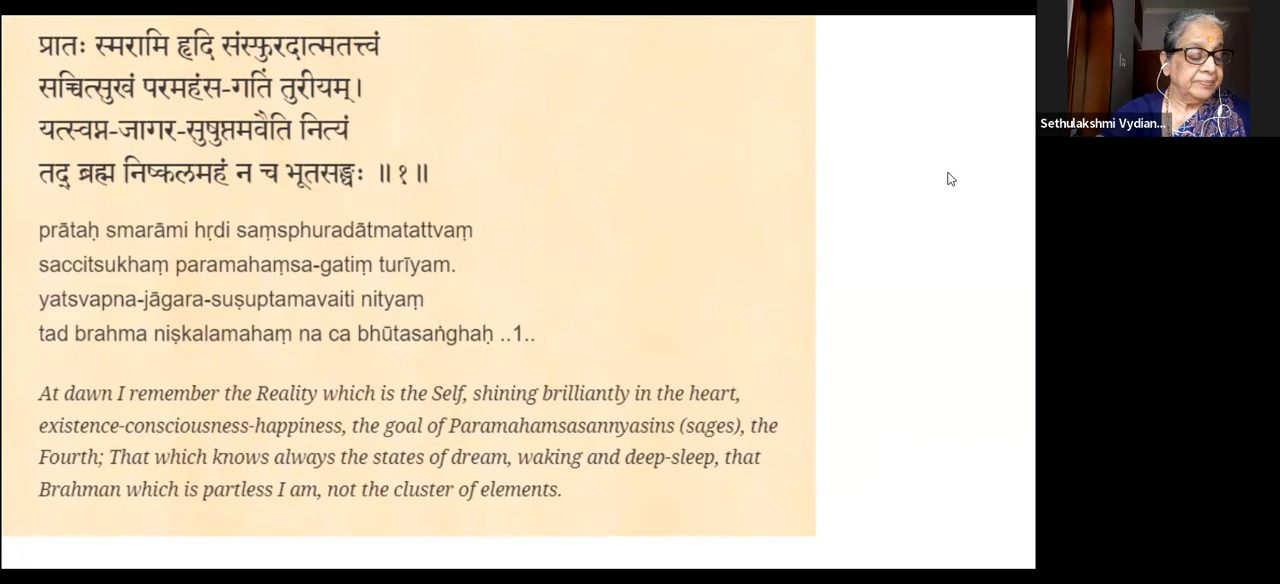 प्रातः स्मरामि हृदि संस्फुरदात्मतत्त्वं
सच्चित्सुखं परमहंस-गतिं तुरीयम्।
यत्स्वप्न-जागर-सुषुप्तमवैति नित्यं
तद् ब्रह्म निष्कलमहं न च भूतसङ्घः ॥१॥
prātaḥ smarāmi hṛdi saṃsphuradātmatattvaṃ
saccitsukhaṃ paramahaṃsa-gatiṃ turīyam.
yatsvapna-jāgara-suṣuptamavaiti nityaṃ
tad brahma niṣkalamahaṃ na ca bhūtasaṅghaḥ ..1..
At dawn I remember the Reality which is the Self, shining brilliantly in the heart,
existence-consciousness-happiness, the goal of Paramahamsasannyasins (sages), the
Fourth; That which knows always the states of dream, waking and deep-sleep, that
Brahman which is partless I am, not the cluster of elements.
Sethulakshmi Vydian...